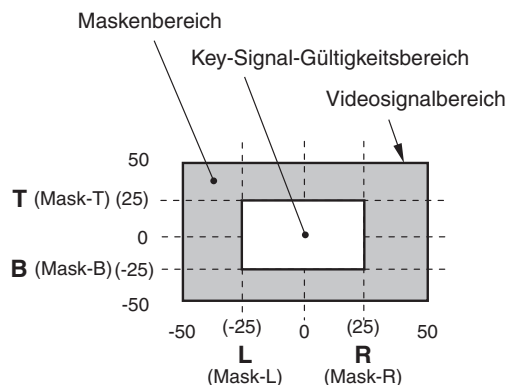 Maskenbereich
Key-Signal-Gültigkeitsbereich
Videosignalbereich
50
T (Mask-T) (25)
0
B (Mask-B) (-25)
-50
-50 (-25) 0 (25) 50
L R
(Mask-L) (Mask-R)